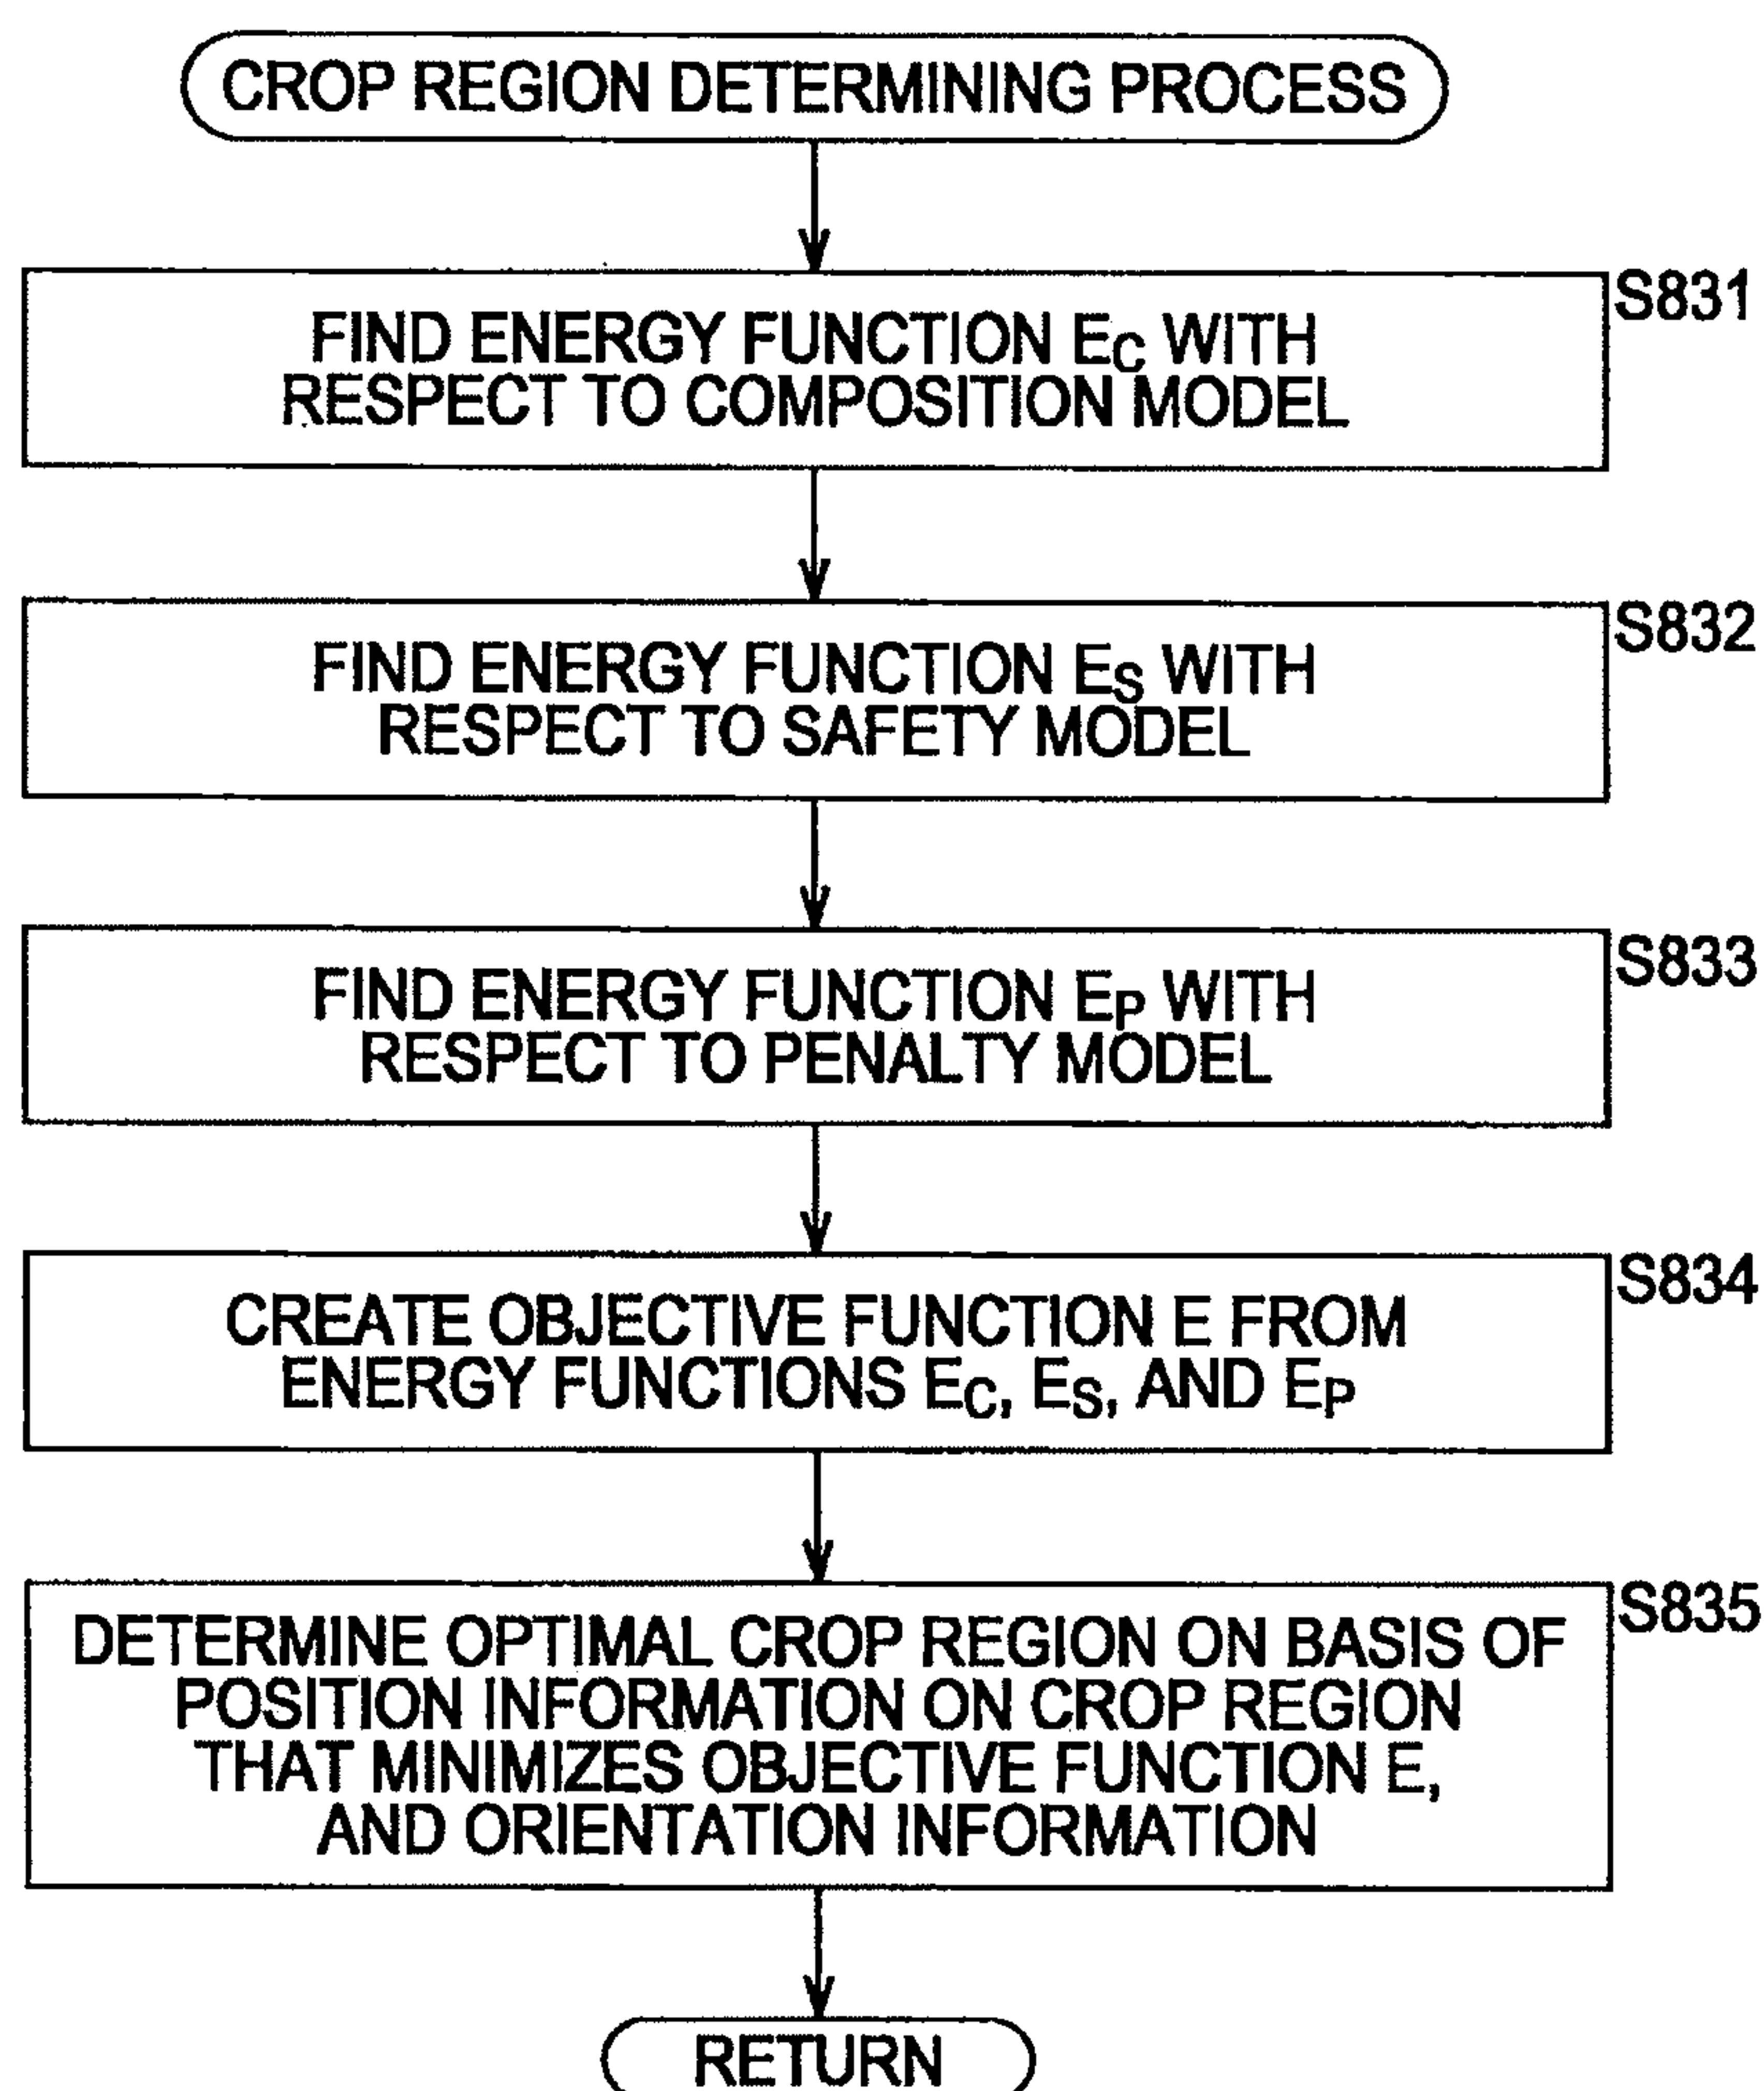 CROP REGION DETERMINING PROCESS
S831
FIND ENERGY FUNCTION EC WITH
RESPECT TO COMPOSITION MODEL
S832
FIND ENERGY FUNCTION ES WITH
RESPECT TO SAFETY MODEL
S833
FIND ENERGY FUNCTION EP WITH
RESPECT TO PENALTY MODEL
S834
CREATE OBJECTIVE FUNCTION E FROM
ENERGY FUNCTIONS EC, ES, AND EP
S835
DETERMINE OPTIMAL CROP REGION ON BASIS OF
POSITION INFORMATION ON CROP REGION
THAT MINIMIZES OBJECTIVE FUNCTION E,
AND ORIENTATION INFORMATION
RETURN